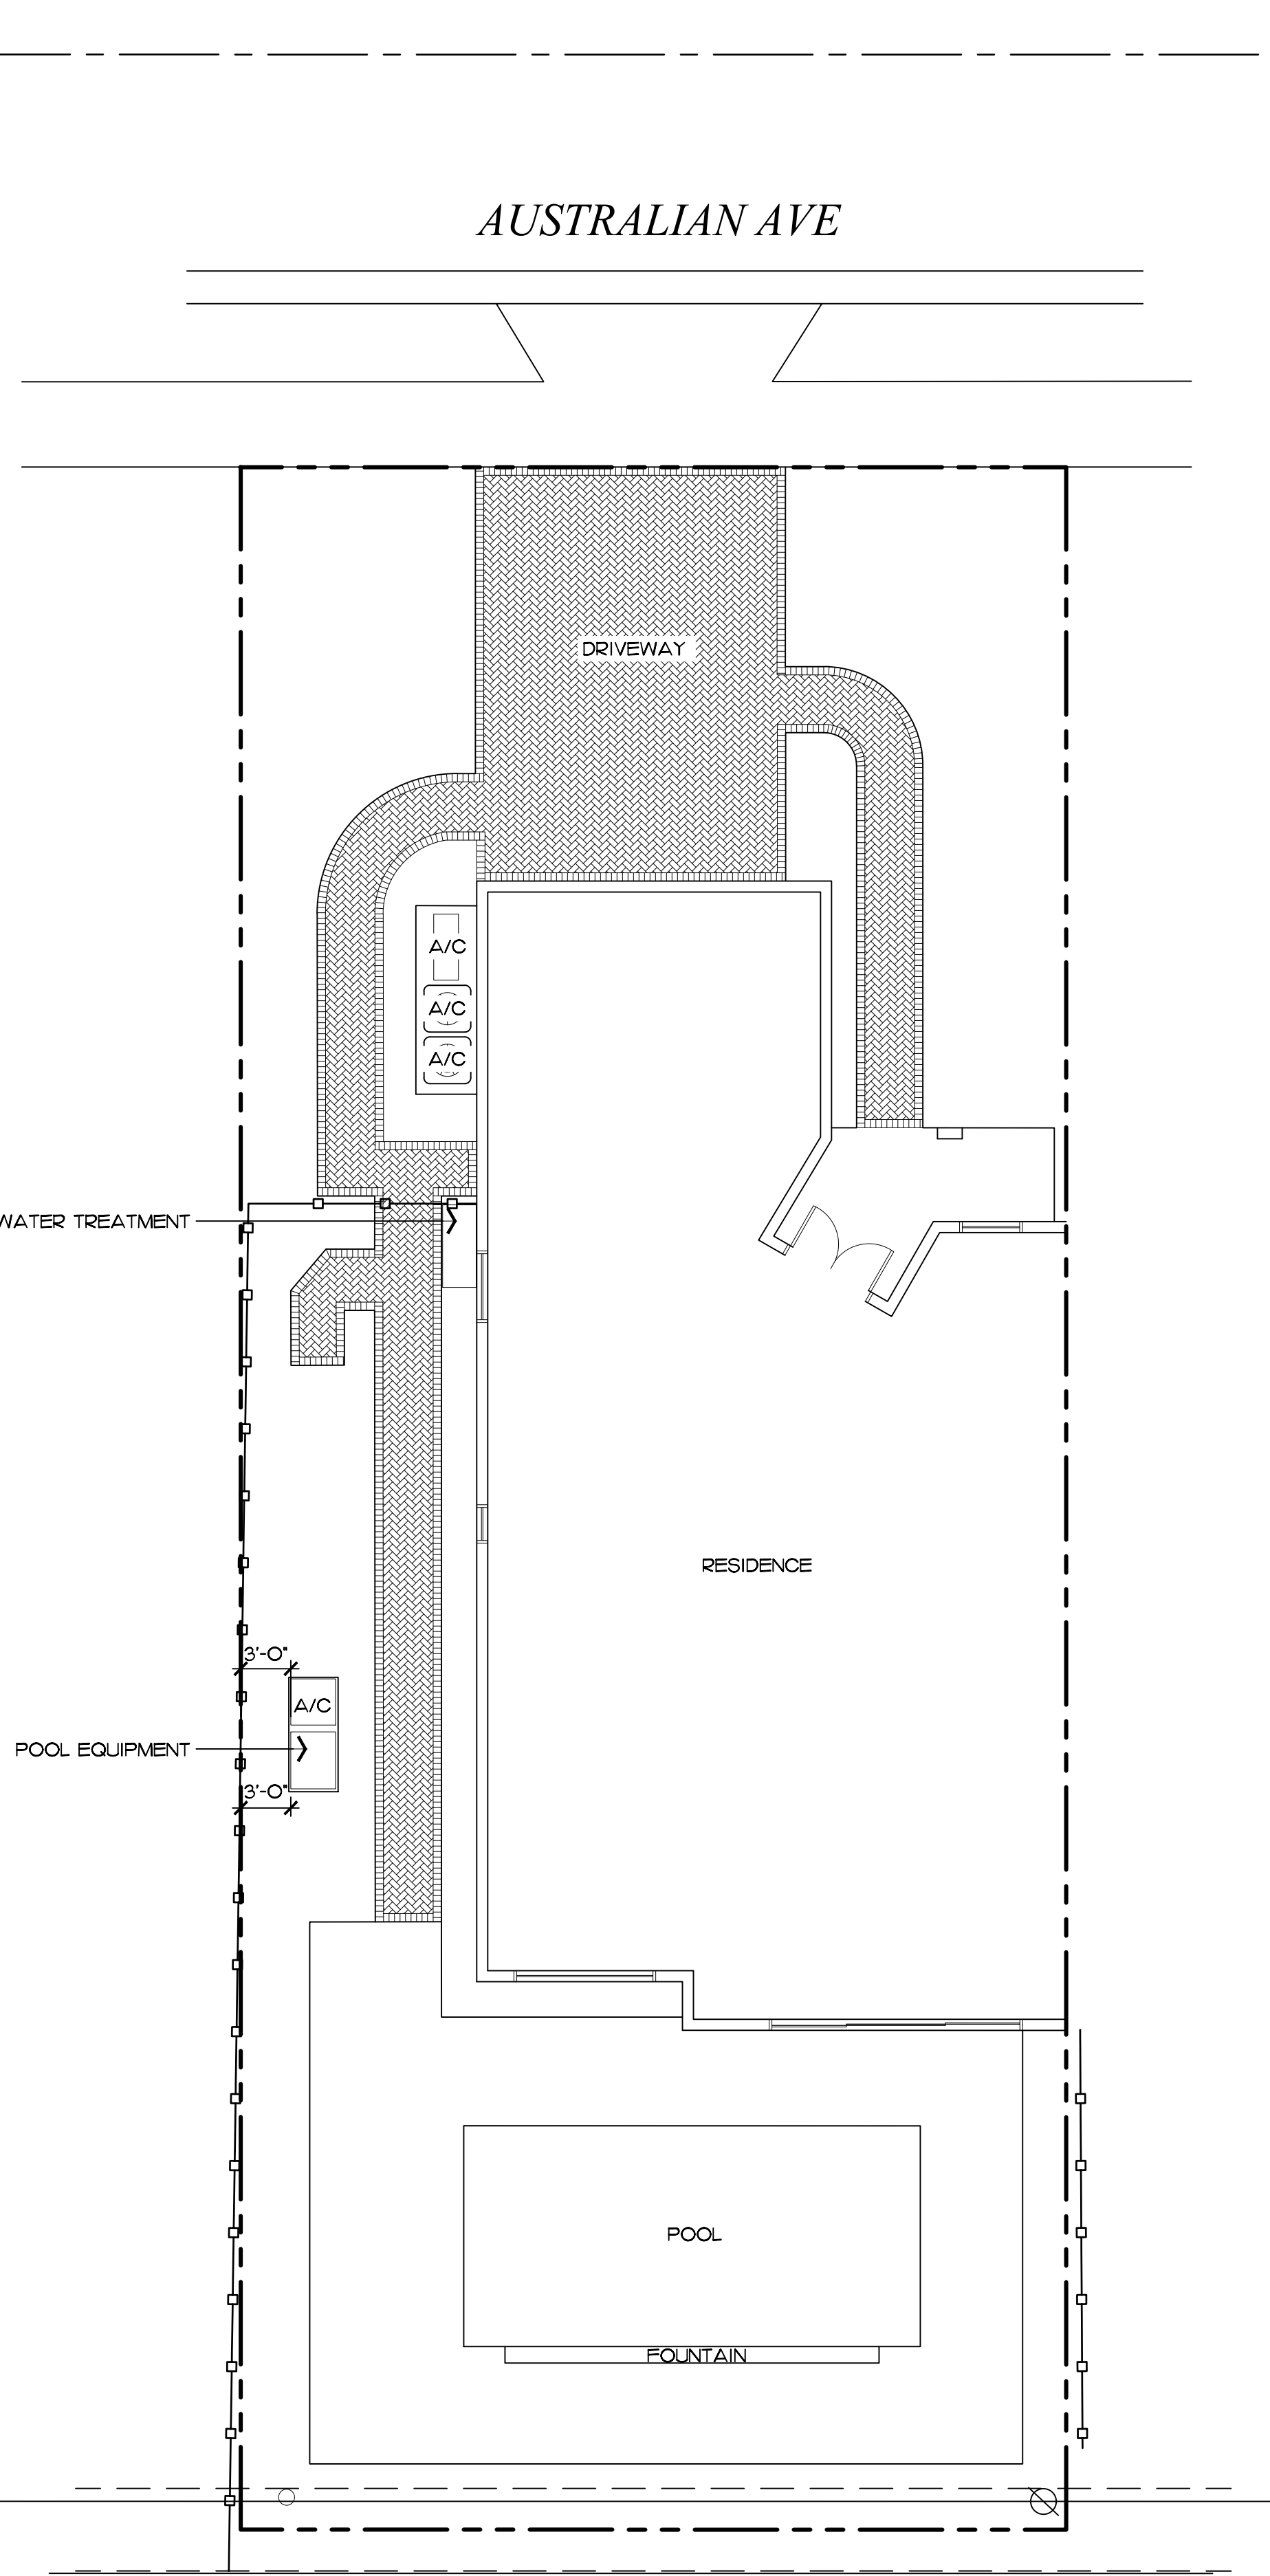 AUSTRALIAN AVE
DRIVEWAY
A/C
A/C
A/C
WATER TREATMENT
RESIDENCE
3'-0"
A/C
POOL EQUIPMENT
3'-0"
POOL
FOUNTAIN